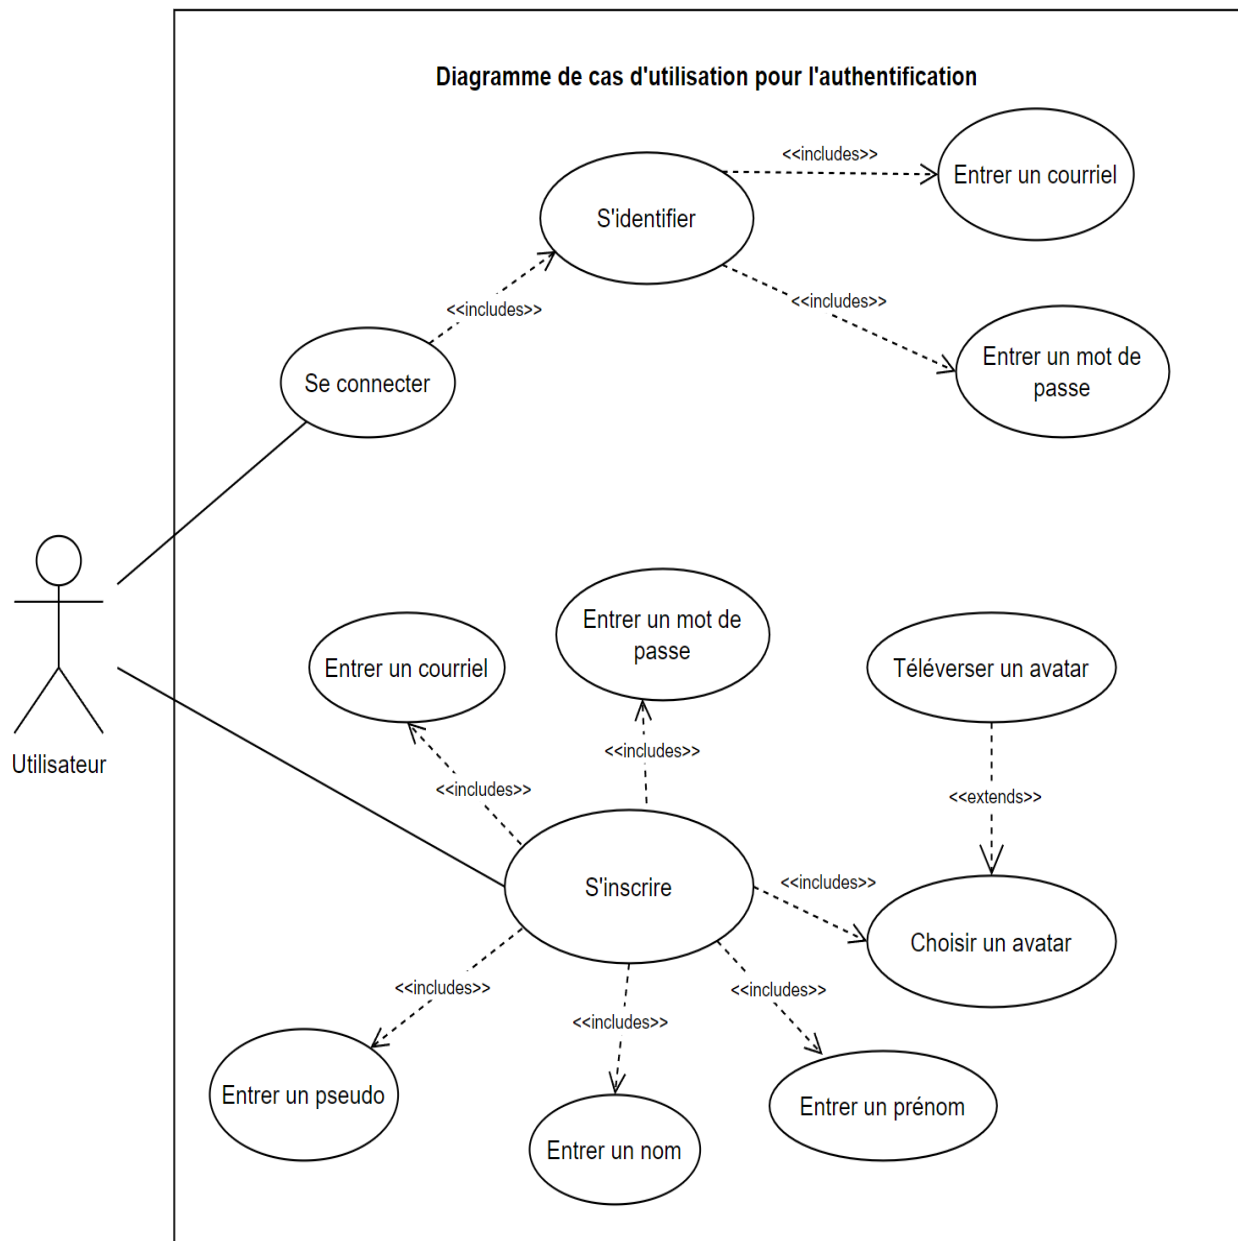 Diagramme de cas d'utilisation pour l'authentification
<<includes>>
Entrer un courriel
S'identifier
<<includes>>
<<includes>>
Entrer un mot de
passe
Se connecter
Entrer un mot de
passe
Entrer un courriel
Téléverser un avatar
Utilisateur
<<includes>>
<<includes>>
<<extends>>
S'inscrire
<<includes>>
Choisir un avatar
<<includes>>
<<includes>>
<<includes>>
Entrer un pseudo
Entrer un prénom
Entrer un nom